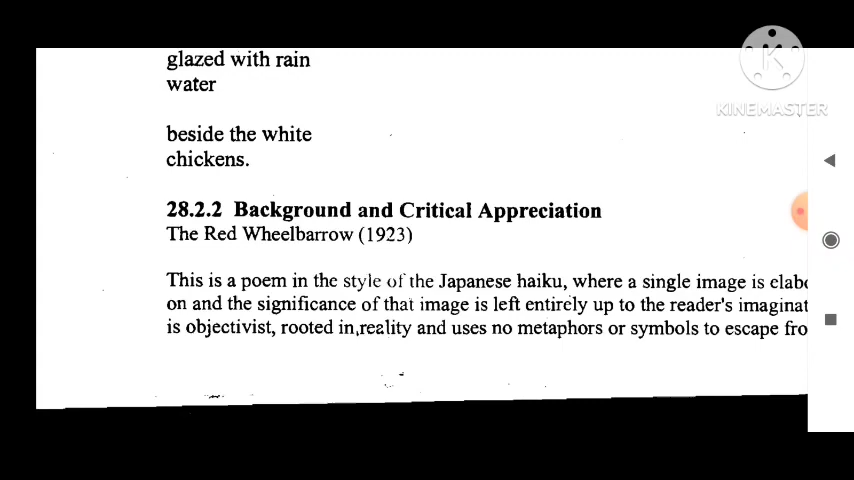 glazed with rain
water
KINEMASTER
beside the white
chickens.
28.2.2 Background and Critical Appreciation
The Red Wheelbarrow (1923)
This is a poem in the style of the Japanese haiku, where a single image is
on and the significance of that image is left entirely up to the reader's
is objectivist, rooted in reality and uses no metaphors or symbols to escape